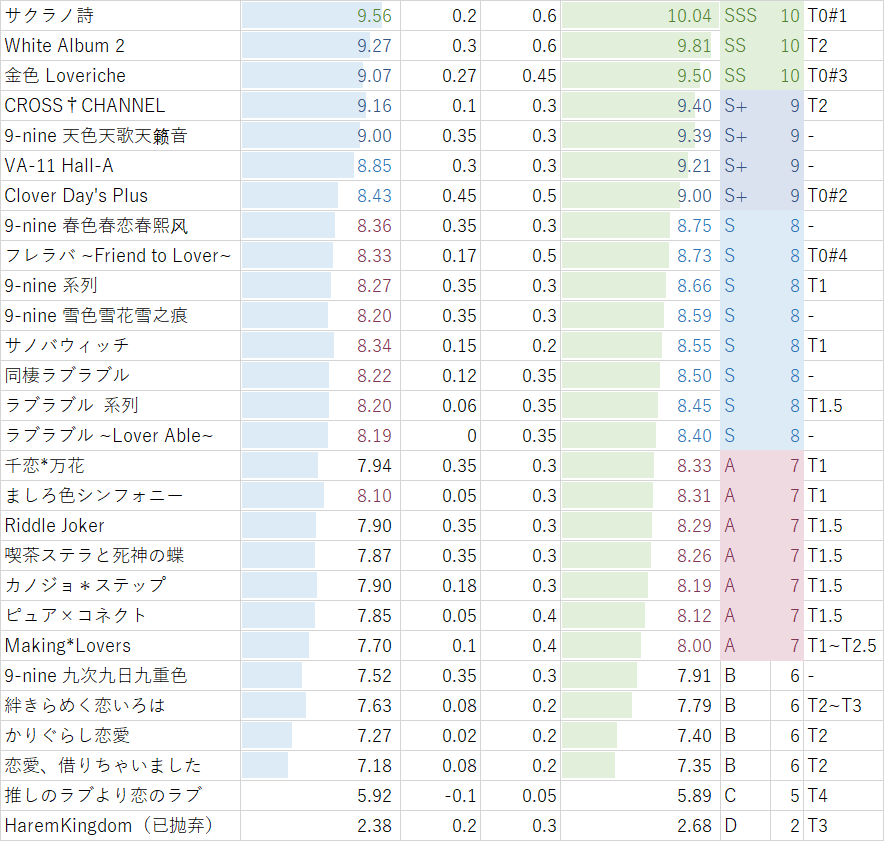 サクラノ詩 9.56 0.2 0.6 10.04 SSS 10 T0#1
White Album 2 9.27 0.3 0.6 9.81 SS 10 T2
金色 Loveriche 9.07 0.27 0.45 9.50 SS 10 T0#3
CROSS†CHANNEL 9.16 0.1 0.3 9.40 S+ 9 T2
9-nine 天色天歌天籁音 9.00 0.35 0.3 9.39 S+ 9 -
VA-11 Hall-A 8.85 0.3 0.3 9.21 S+ 9 -
Clover Day's Plus 8.43 0.45 0.5 9.00 S+ 9 T0#2
9-nine 春色春恋春熙风 8.36 0.35 0.3 8.75 S 8 -
フレラバ ~Friend to Lover~ 8.33 0.17 0.5 8.73 S 8 T0#4
9-nine 系列 8.27 0.35 0.3 8.66 S 8 T1
9-nine 雪色雪花雪之痕 8.20 0.35 0.3 8.59 S 8 -
サノバウィッチ 8.34 0.15 0.2 8.55 S 8 T1
同棲ラブラブル 8.22 0.12 0.35 8.50 S 8 -
ラブラブル 系列 8.20 0.06 0.35 8.45 S 8 T1.5
ラブラブル ~Lover Able~ 8.19 0 0.35 8.40 S 8 -
千恋*万花 7.94 0.35 0.3 8.33 A 7 T1
ましろ色シンフォニー 8.10 0.05 0.3 8.31 A 7 T1
Riddle Joker 7.90 0.35 0.3 8.29 A 7 T1.5
喫茶ステラと死神の蝶 7.87 0.35 0.3 8.26 A 7 T1.5
カノジョ＊ステップ 7.90 0.18 0.3 8.19 A 7 T1.5
ピュア×コネクト 7.85 0.05 0.4 8.12 A 7 T1.5
Making*Lovers 7.70 0.1 0.4 8.00 A 7 T1~T2.5
9-nine 九次九日九重色 7.52 0.35 0.3 7.91 B 6 -
絆きらめく恋いろは 7.63 0.08 0.2 7.79 B 6 T2~T3
かりぐらし恋愛 7.27 0.02 0.2 7.40 B 6 T2
恋愛、借りちゃいました 7.18 0.08 0.2 7.35 B 6 T2
推しのラブより恋のラブ 5.92 -0.1 0.05 5.89 C 5 T4
HaremKingdom（已抛弃） 2.38 0.2 0.3 2.68 D 2 T3